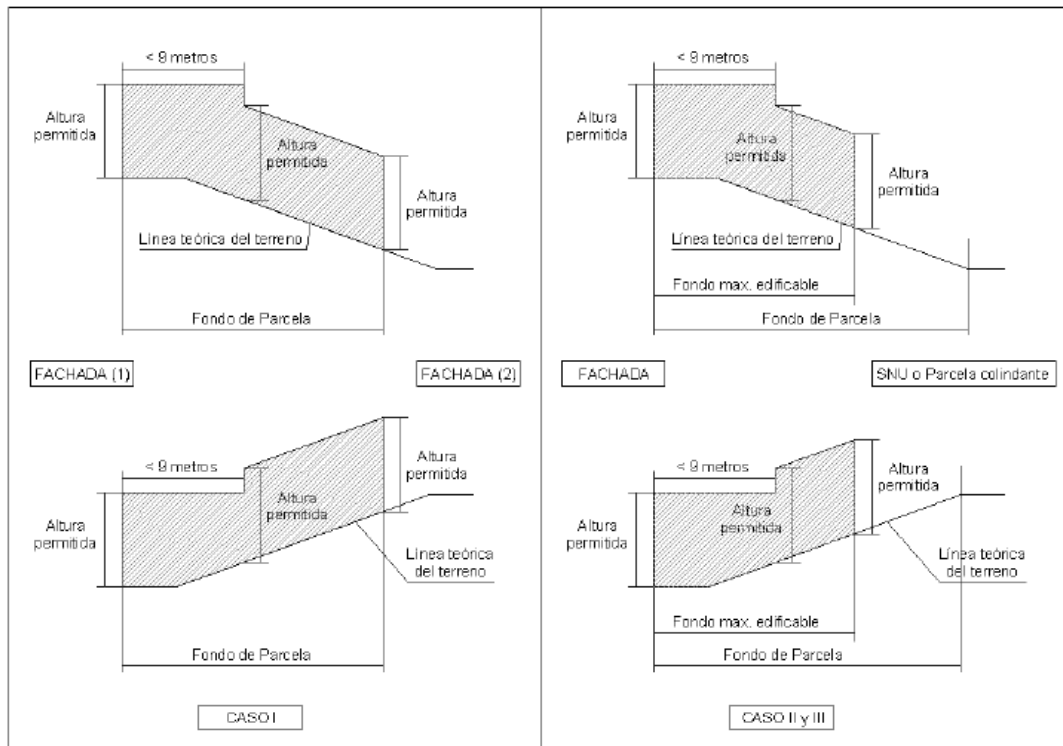 < 9 metros
Altura
permitida
Altura
permitida
Altura
permitida
Línea teórica del terreno
Fondo de Parcela
< 9 metros
Altura
permitida
Altura
permitida
Altura
permitida
Línea teórica del terreno
Fondo max. edificable
Fondo de Parcela
FACHADA (1)
FACHADA (2)
FACHADA
SNU o Parcela colindante
< 9 metros
Altura
permitida
Altura
permitida
Altura
permitida
Línea teórica
del terreno
Fondo de Parcela
CASO I
< 9 metros
Altura
permitida
Altura
permitida
Altura
permitida
Línea teórica
del terreno
Fondo max. edificable
Fondo de Parcela
CASO II y III